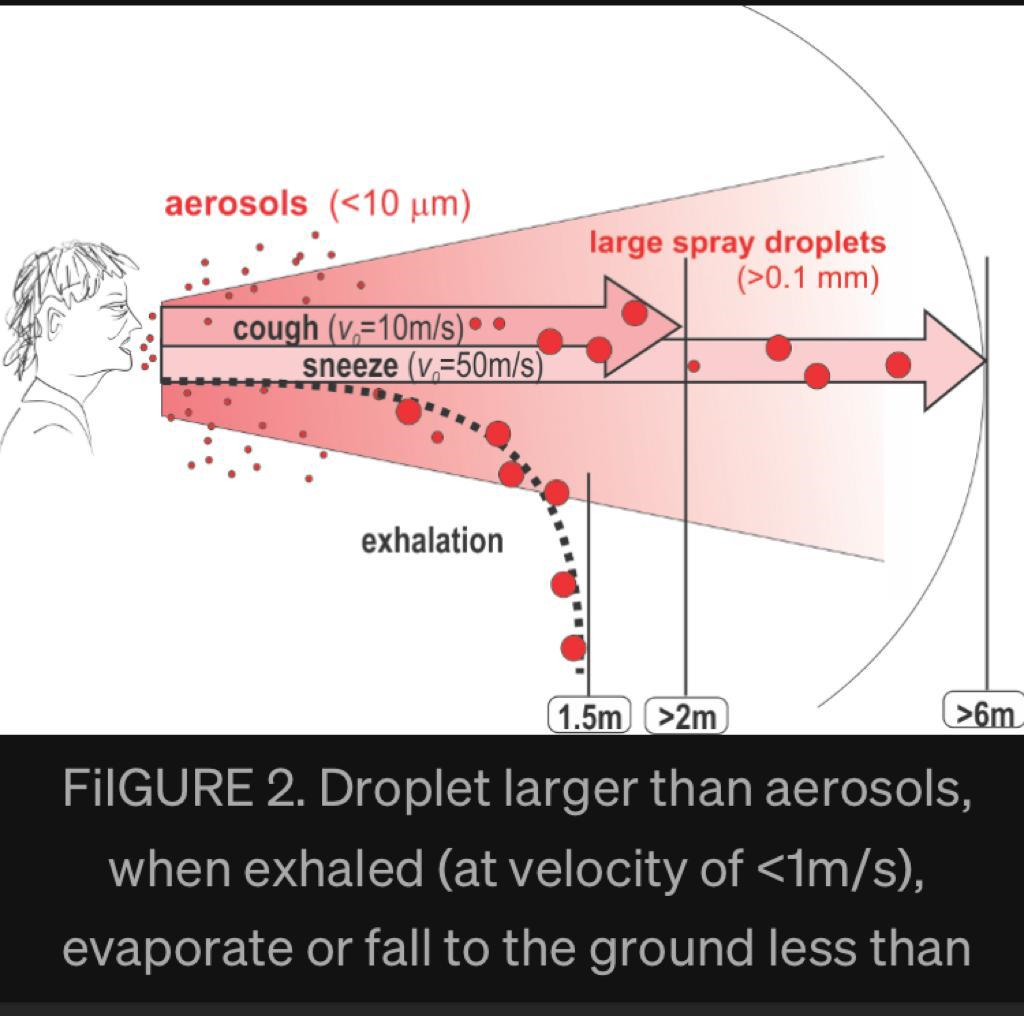 aerosols (<10 μm)
large spray droplets
(>0.1 mm)
cough (v₀=10m/s)
sneeze (v₀=50m/s)
exhalation
1.5m
>2m
>6m
FiIGURE 2. Droplet larger than aerosols,
when exhaled (at velocity of <1m/s),
evaporate or fall to the ground less than